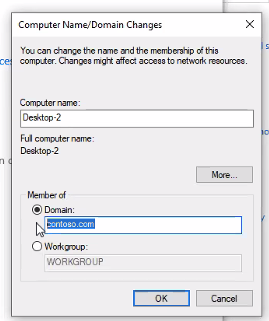 Computer Name/Domain Changes
You can change the name and the membership of this
computer. Changes might affect access to network resources.
Computer name:
Desktop-2
Full computer name:
Desktop-2
More...
Member of
Domain:
contoso.com
Workgroup:
WORKGROUP
OK
Cancel